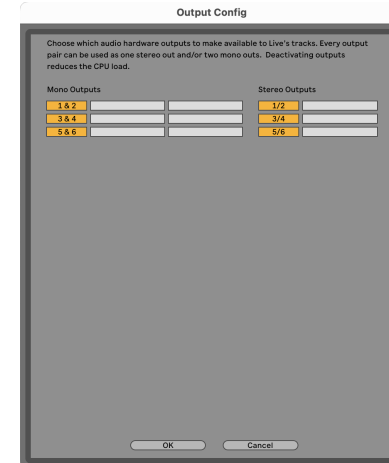 Output Config
Choose which audio hardware outputs to make available to Live's tracks. Every output
pair can be used as one stereo out and/or two mono outs.  Deactivating outputs
reduces the CPU load.
Mono Outputs Stereo Outputs
1 & 2 1/2
3 & 4 3/4
5 & 6 5/6
OK Cancel